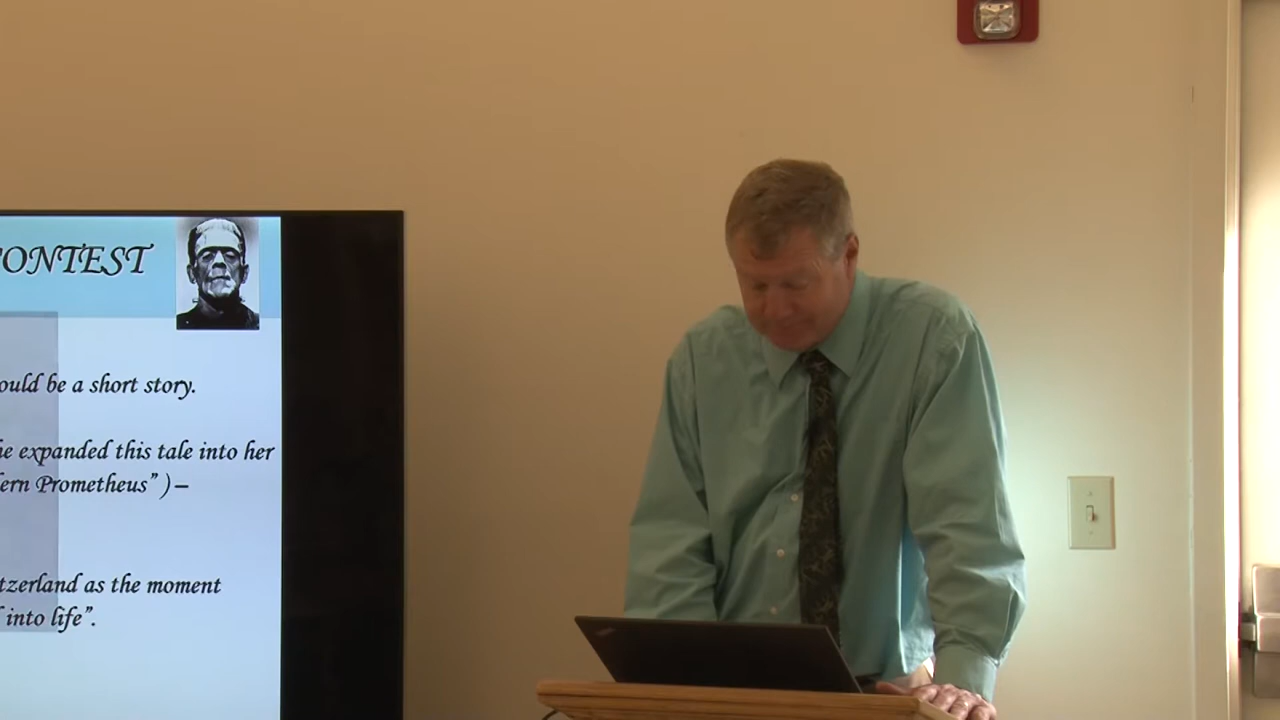 ONTEST
ould be a short story.
he expanded this tale into her
ern Prometheus" ) –
tzerland as the moment
into life".